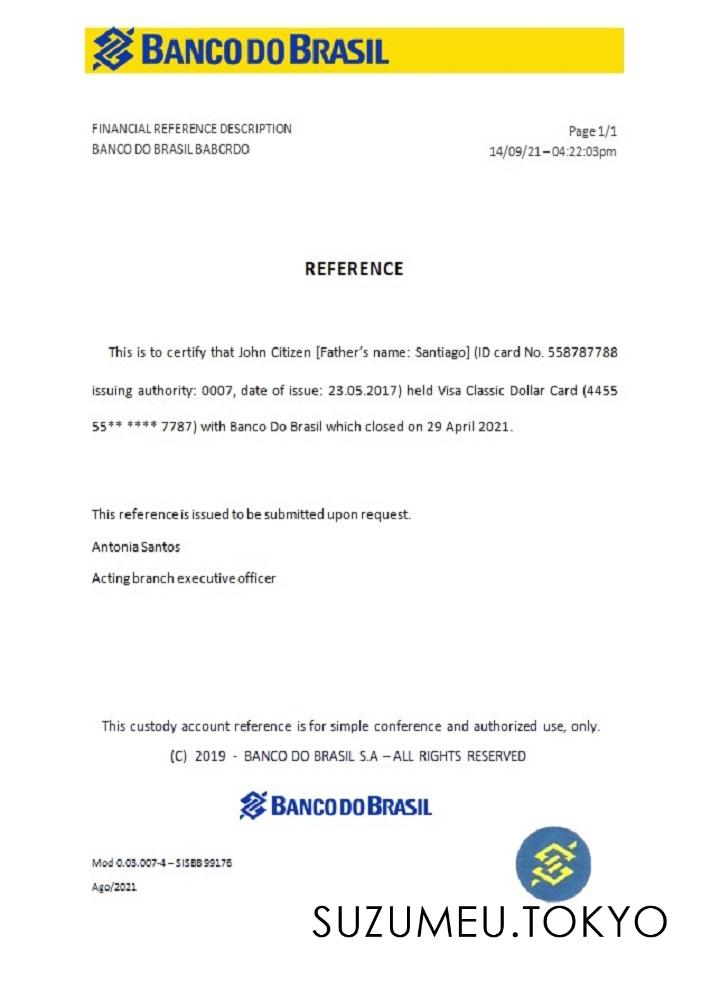 BANCO DO BRASIL
FINANCIAL REFERENCE DESCRIPTION
Page 1/1
BANCO DO BRASIL BABCRDO
14/09/21 – 04:22:03pm
REFERENCE
This is to certify that John Citizen [Father's name: Santiago] (ID card No. 558787788
issuing authority: 0007, date of issue: 23.05.2017) held Visa Classic Dollar Card (4455
55** **** 7787) with Banco Do Brasil which closed on 29 April 2021.
This reference is issued to be submitted upon request.
Antonia Santos
Acting branch executive officer
This custody account reference is for simple conference and authorized use, only.
(C) 2019 - BANCO DO BRASIL S.A – ALL RIGHTS RESERVED
BANCO DO BRASIL
Mod 0.03.007-4 – SISBB 99176
Ago/2021
SUZUMEU.TOKYO